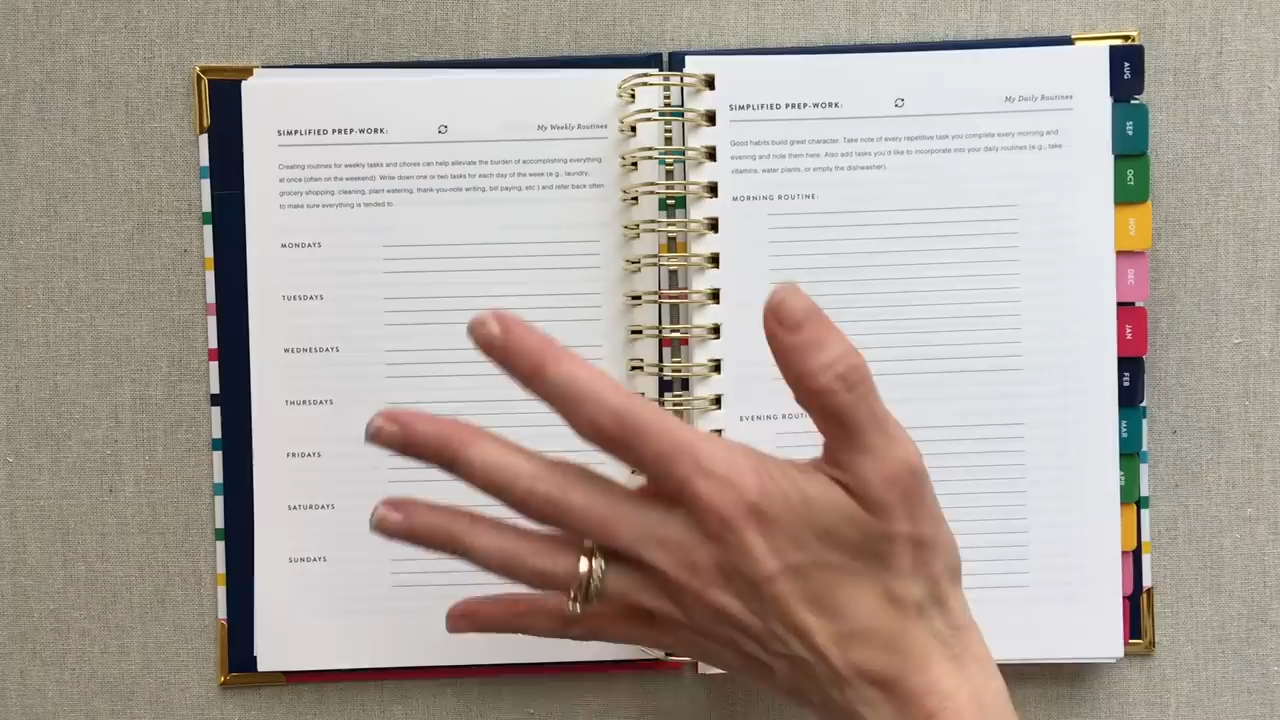 SIMPLIFIED PREP-WORK:
My Weekly Routines
Creating routines for weekly tasks and chores can help alleviate the burden of accomplishing everything
at once (often on the weekend). Write down one or two tasks for each day of the week (e.g., laundry,
grocery shopping, cleaning, plant watering, thank-you-note writing, bill paying, etc.) and refer back often
to make sure everything is tended to.
MONDAYS
TUESDAYS
WEDNESDAYS
THURSDAYS
FRIDAYS
SATURDAYS
SUNDAYS
SIMPLIFIED PREP-WORK:
My Daily Routines
Good habits build great character. Take note of every repetitive task you complete every morning and
evening and note them here. Also add tasks you'd like to incorporate into your daily routines (e.g., take
vitamins, water plants, or empty the dishwasher).
MORNING ROUTINE:
EVENING
AUG
SEP
OCT
NOV
DEC
JAN
FEB
MAR
APR